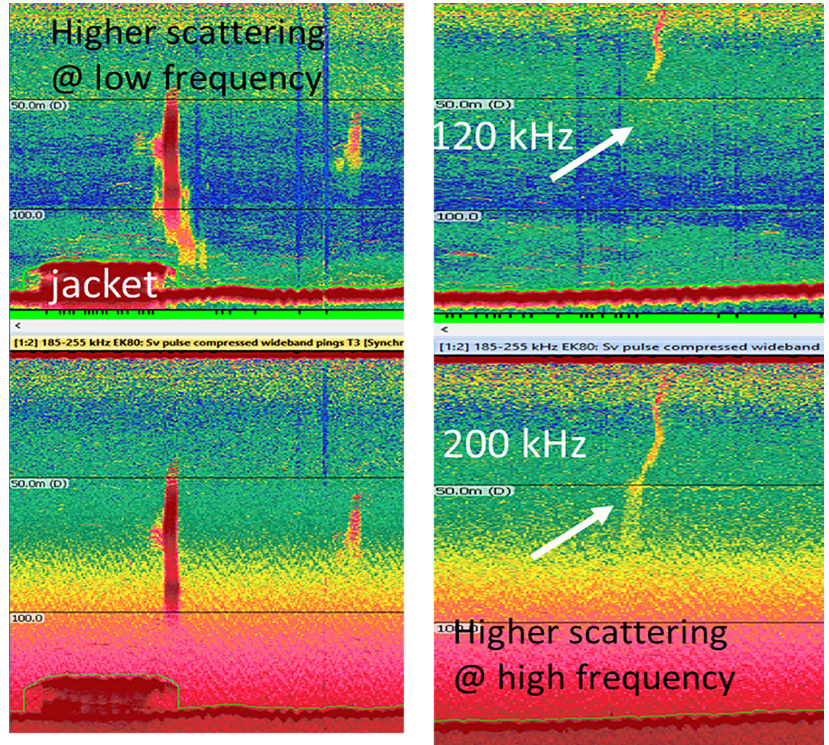 Higher scattering
@ low frequency
50.0m (D)
100.0
jacket
<
[1:2] 185-255 kHz EK80: Sv pulse compressed wideband pings T3 [Synchr
50.0m (D)
100.0
50.0m (D)
120 kHz
100.0
<
[1:2] 185-255 kHz EK80: Sv pulse compressed wideband
200 kHz
50.0m (D)
100.0
Higher scattering
@ high frequency